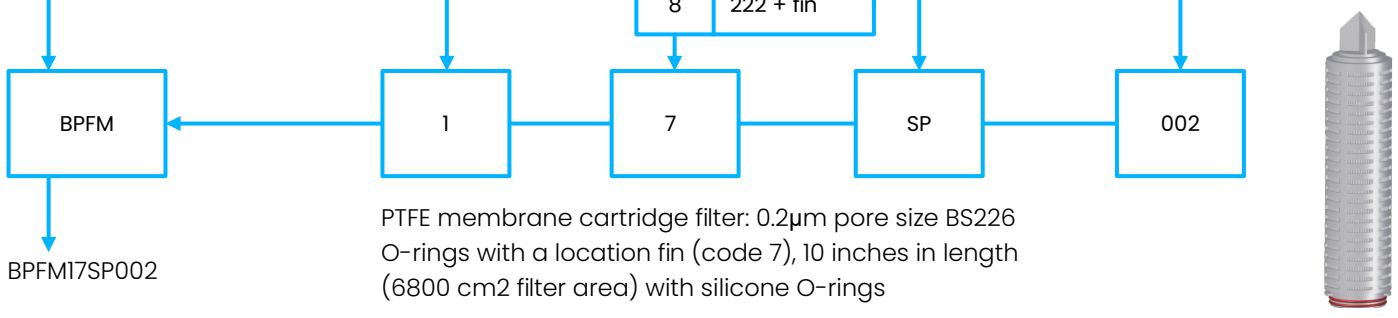 8 222 + fin
BPFM 1 7 SP 002
PTFE membrane cartridge filter: 0.2µm pore size BS226
O-rings with a location fin (code 7), 10 inches in length
(6800 cm2 filter area) with silicone O-rings
BPFM17SP002